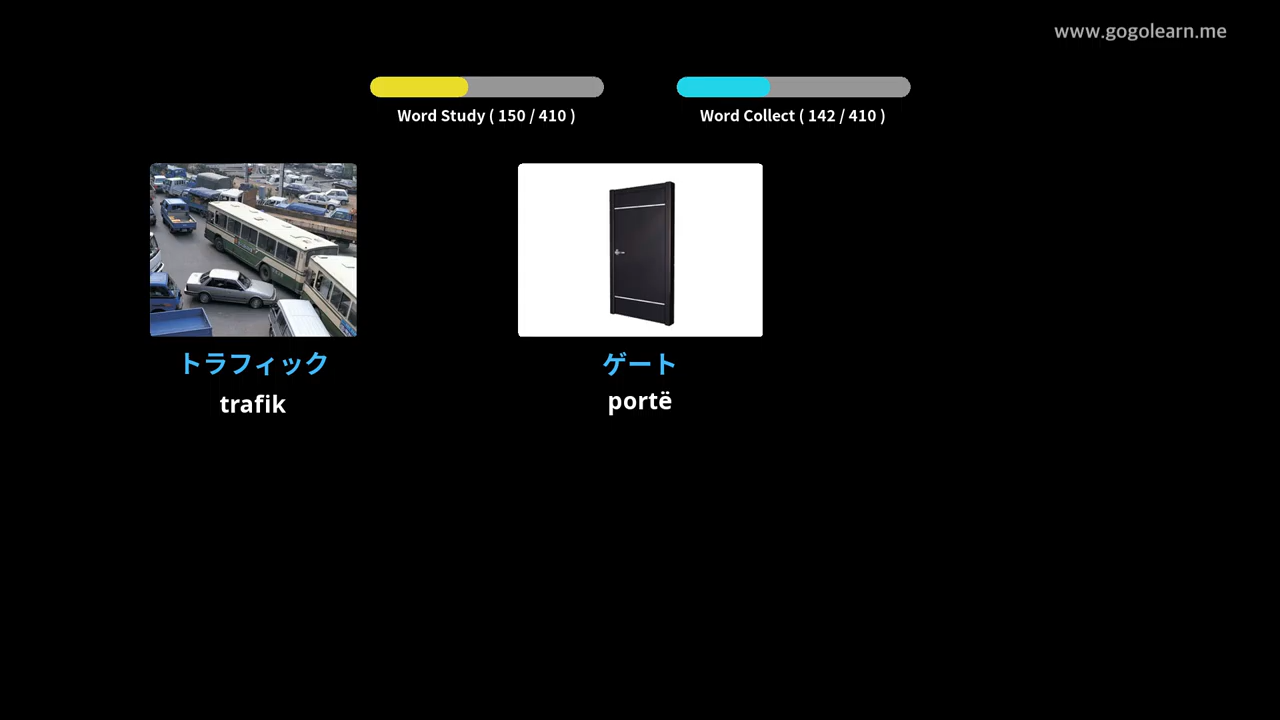 www.gogolearn.me
Word Study ( 150 / 410 )
Word Collect ( 142 / 410 )
トラフィック
trafik
ゲート
portë